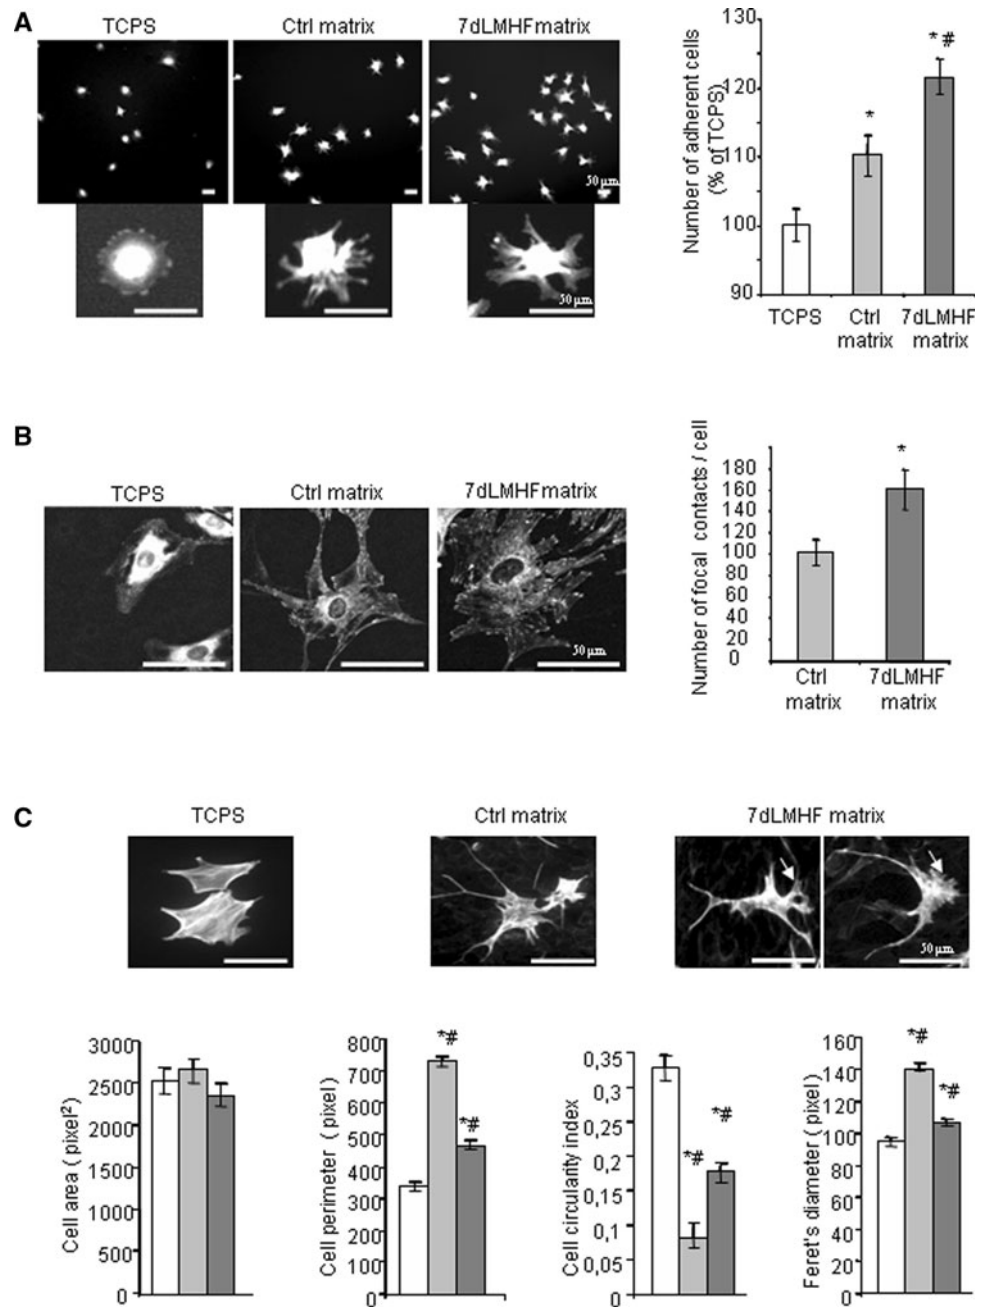 A
TCPS
Ctrl matrix
7dLMHF matrix
50 µm
50 µm
Number of adherent cells
(% of TCPS)
130
120
110
100
90
* #
*
TCPS
Ctrl
matrix
7dLMHF
matrix
B
TCPS
Ctrl matrix
7dLMHF matrix
50 µm
Number of focal contacts / cell
180
160
140
120
100
80
60
40
20
0
*
Ctrl
matrix
7dLMHF
matrix
C
TCPS
Ctrl matrix
7dLMHF matrix
50 µm
Cell area ( pixel²)
3000
2500
2000
1500
1000
500
0
Cell perimeter ( pixel)
800
700
600
500
400
300
200
100
0
*#
*#
Cell circularity index
0,35
0,3
0,25
0,2
0,15
0,1
0,05
0
*#
*#
Feret's diameter ( pixel)
160
140
120
100
80
60
40
20
0
*#
*#